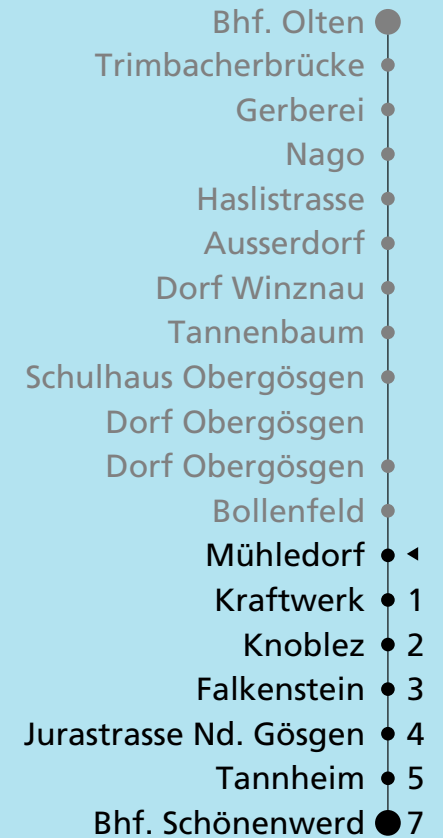 Bhf. Olten
Trimbacherbrücke
Gerberei
Nago
Haslistrasse
Ausserdorf
Dorf Winznau
Tannenbaum
Schulhaus Obergösgen
Dorf Obergösgen
Dorf Obergösgen
Bollenfeld
Mühledorf
Kraftwerk 1
Knoblez 2
Falkenstein 3
Jurastrasse Nd. Gösgen 4
Tannheim 5
Bhf. Schönenwerd 7